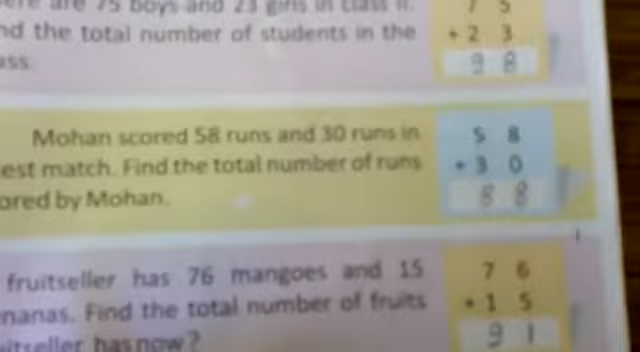 are 75 boys and 23 girls in class II.
the total number of students in the
7 5
+ 2 3
9 8
Mohan scored 58 runs and 30 runs in
est match. Find the total number of runs
ored by Mohan.
5 8
+ 3 0
8 8
fruitseller has 76 mangoes and 15
nanas. Find the total number of fruits
uitseller has now?
7 6
+ 1 5
9 1